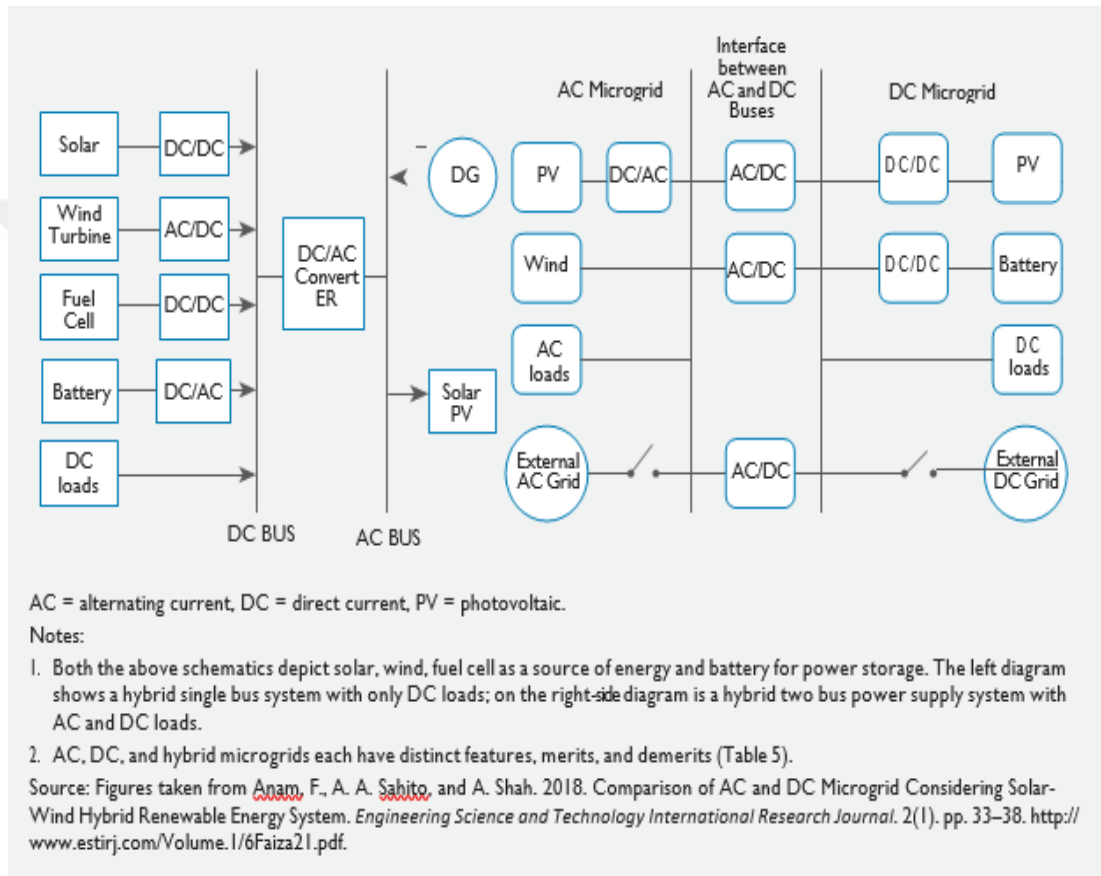 Solar
DC/DC
Wind
Turbine
AC/DC
Fuel
Cell
DC/DC
Battery
DC/AC
DC
loads
DC/AC
Convert
ER
DC BUS
AC BUS
DG
Solar
PV
AC Microgrid
Interface
between
AC and DC
Buses
DC Microgrid
PV
DC/AC
AC/DC
DC/DC
PV
Wind
AC/DC
DC/DC
Battery
AC
loads
DC
loads
External
AC Grid
AC/DC
External
DC Grid
AC = alternating current, DC = direct current, PV = photovoltaic.
Notes:
1. Both the above schematics depict solar, wind, fuel cell as a source of energy and battery for power storage. The left diagram
shows a hybrid single bus system with only DC loads; on the right-side diagram is a hybrid two bus power supply system with
AC and DC loads.
2. AC, DC, and hybrid microgrids each have distinct features, merits, and demerits (Table 5).
Source: Figures taken from Anam, F., A. A. Sahito, and A. Shah. 2018. Comparison of AC and DC Microgrid Considering Solar-
Wind Hybrid Renewable Energy System. Engineering Science and Technology International Research Journal. 2(1). pp. 33–38. http://
www.estirj.com/Volume.1/6Faiza21.pdf.